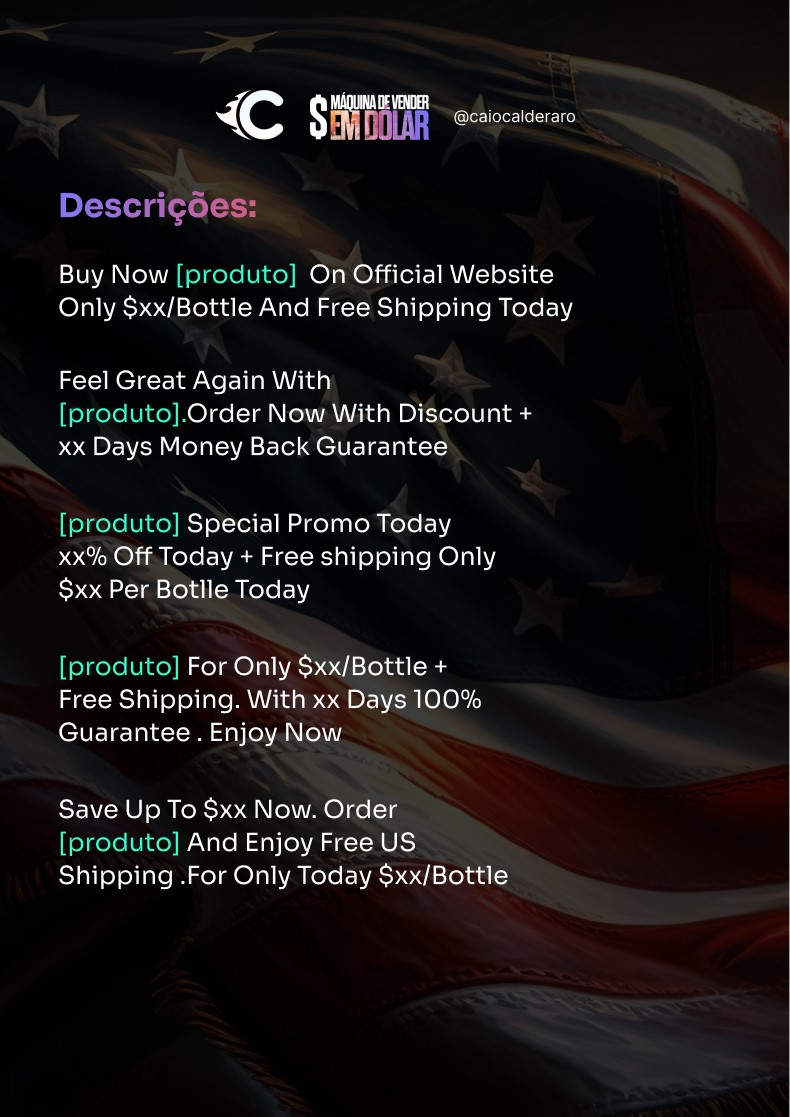 C
MÁQUINA DE VENDER
$EM DÓLAR
@caiocalderaro
Descrições:
Buy Now [produto] On Official Website
Only $xx/Bottle And Free Shipping Today
Feel Great Again With
[produto].Order Now With Discount +
xx Days Money Back Guarantee
[produto] Special Promo Today
xx% Off Today + Free shipping Only
$xx Per Botlle Today
[produto] For Only $xx/Bottle +
Free Shipping. With xx Days 100%
Guarantee . Enjoy Now
Save Up To $xx Now. Order
[produto] And Enjoy Free US
Shipping .For Only Today $xx/Bottle